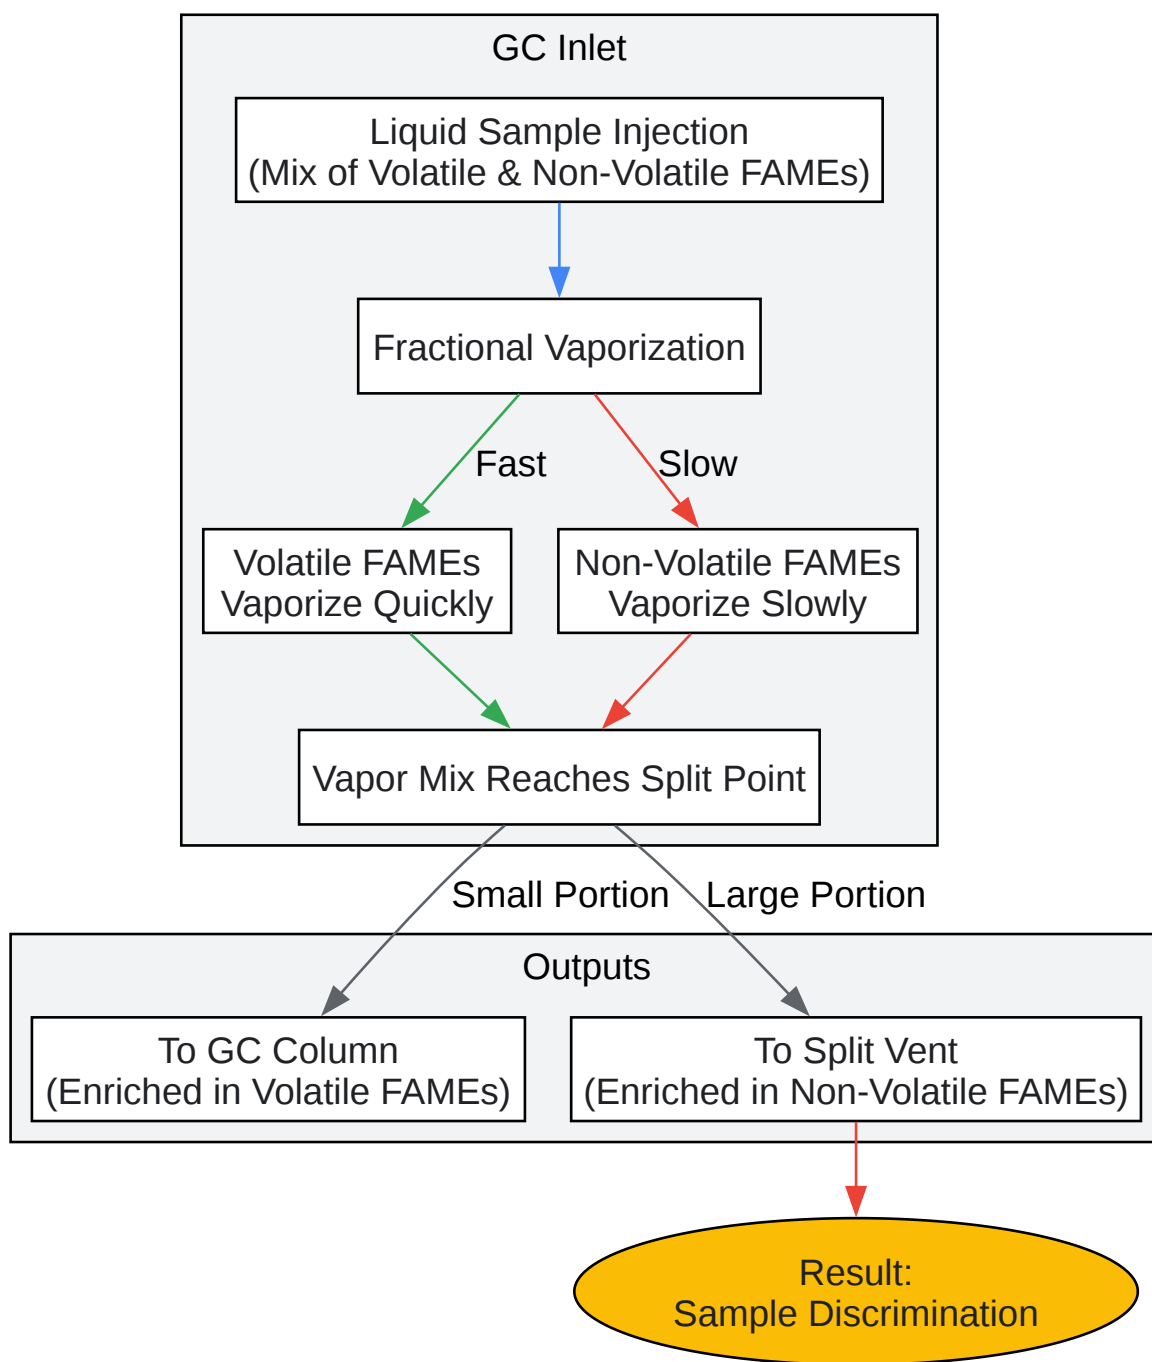 GC Inlet
Liquid Sample Injection
(Mix of Volatile & Non-Volatile FAMEs)
Fractional Vaporization
Fast
Slow
Volatile FAMEs
Vaporize Quickly
Non-Volatile FAMEs
Vaporize Slowly
Vapor Mix Reaches Split Point
Small Portion
Large Portion
Outputs
To GC Column
(Enriched in Volatile FAMEs)
To Split Vent
(Enriched in Non-Volatile FAMEs)
Result:
Sample Discrimination